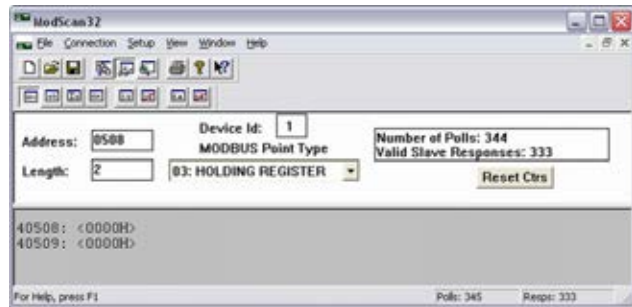 ModScan32
File Connection Setup View Window Help
Address: 0508
Device Id: 1
MODBUS Point Type
Length: 2
03: HOLDING REGISTER
Number of Polls: 344
Valid Slave Responses: 333
Reset Ctrs
40508: <0000H>
40509: <0000H>
For Help, press F1
Polls: 345
Resps: 333